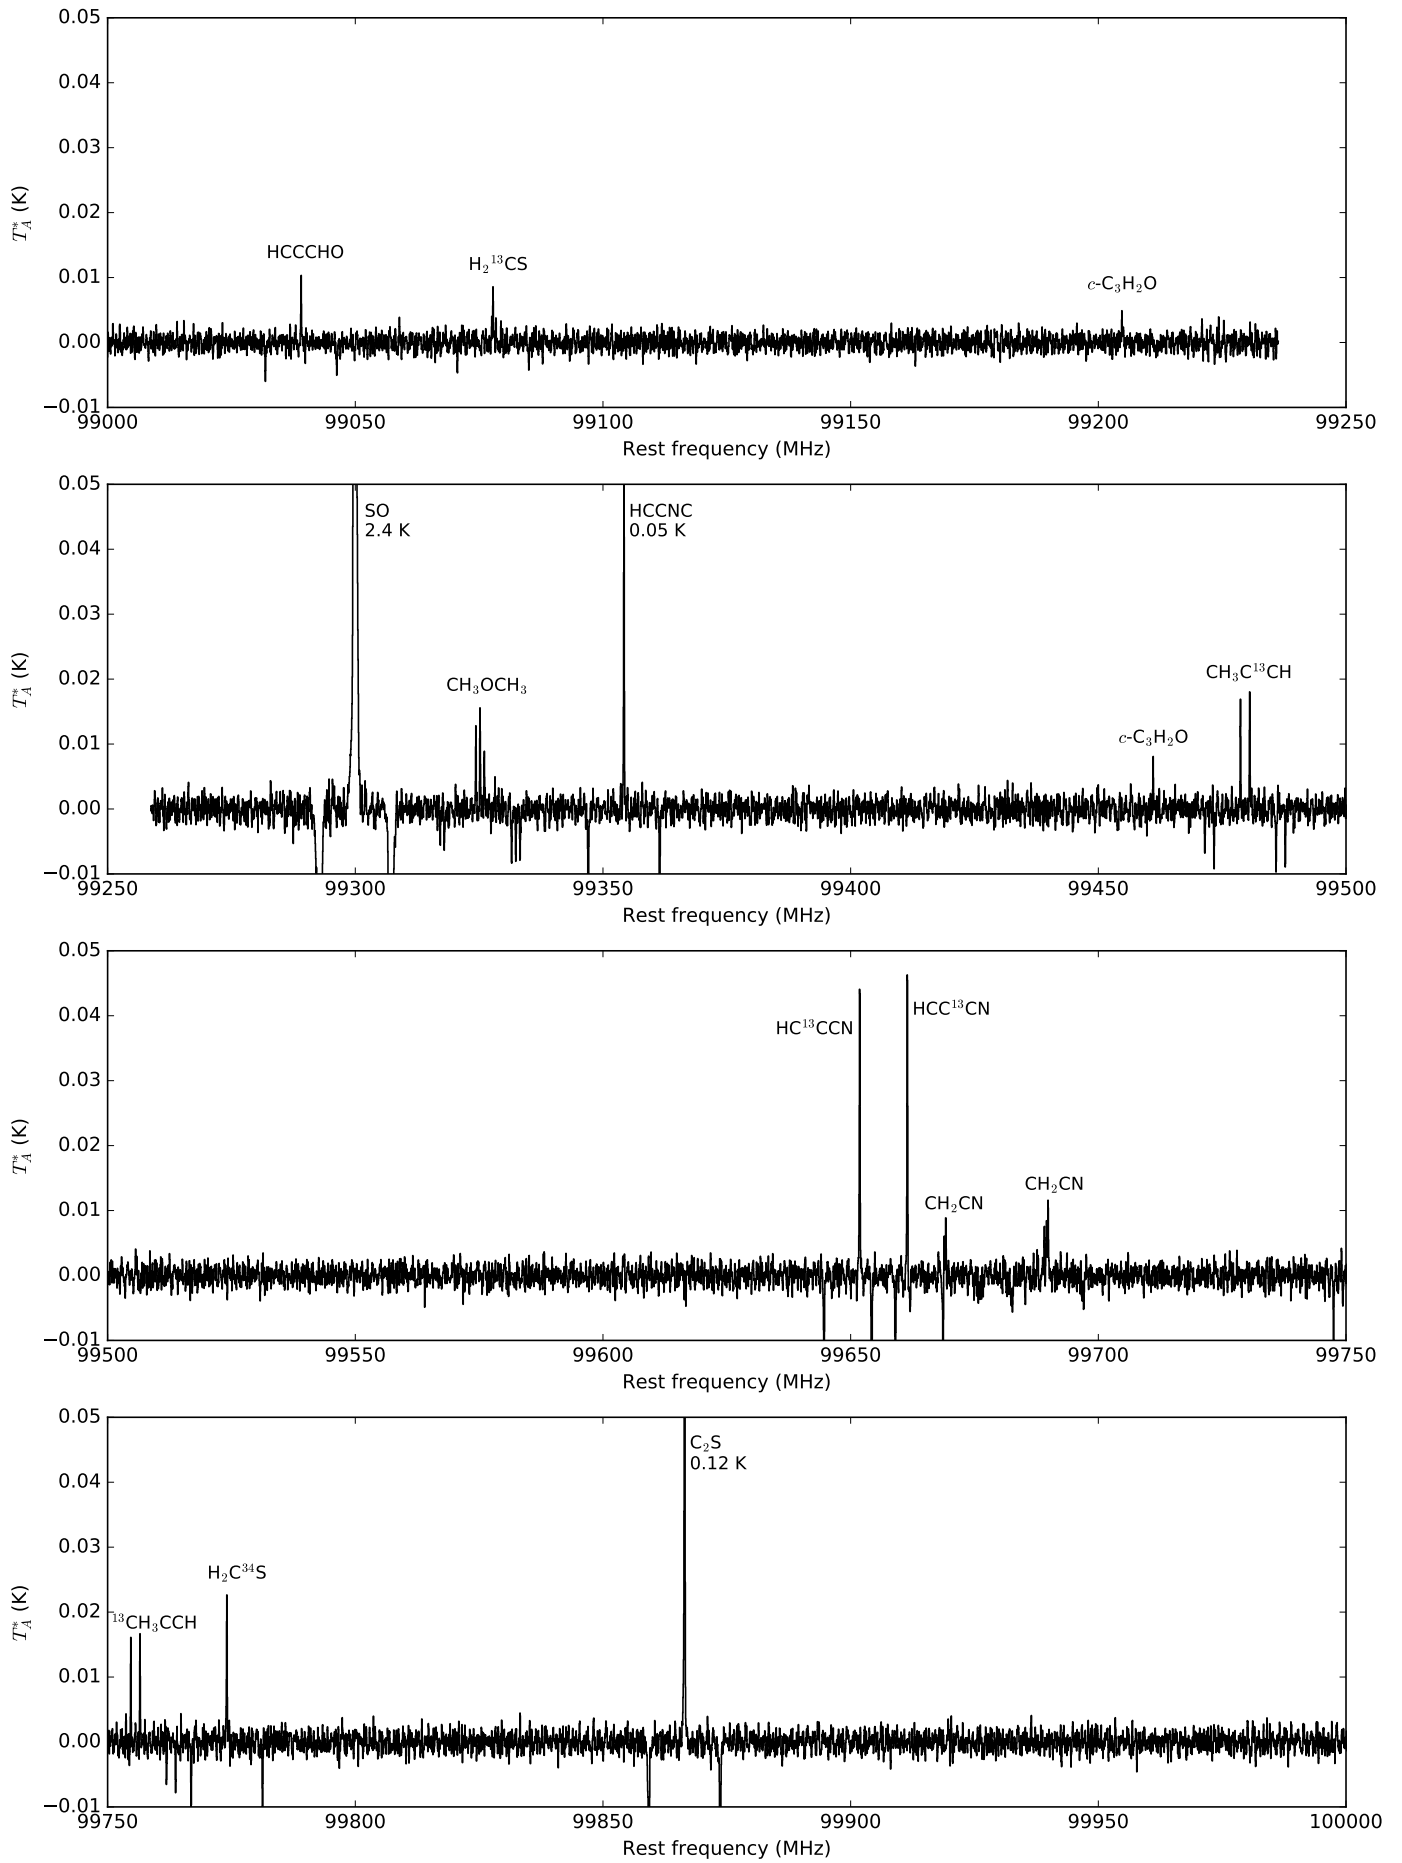 0.05
0.04
0.03
0.02
0.01
0.00
−0.01
T*A (K)
HCCCHO
H₂¹³CS
c-C₃H₂O
99000 99050 99100 99150 99200 99250
Rest frequency (MHz)
0.05
0.04
0.03
0.02
0.01
0.00
−0.01
T*A (K)
SO
2.4 K
HCCNC
0.05 K
CH₃OCH₃
CH₃C¹³CH
c-C₃H₂O
99250 99300 99350 99400 99450 99500
Rest frequency (MHz)
0.05
0.04
0.03
0.02
0.01
0.00
−0.01
T*A (K)
HCC¹³CN
HC¹³CCN
CH₂CN
CH₂CN
99500 99550 99600 99650 99700 99750
Rest frequency (MHz)
0.05
0.04
0.03
0.02
0.01
0.00
−0.01
T*A (K)
C₂S
0.12 K
H₂C³⁴S
¹³CH₃CCH
99750 99800 99850 99900 99950 100000
Rest frequency (MHz)